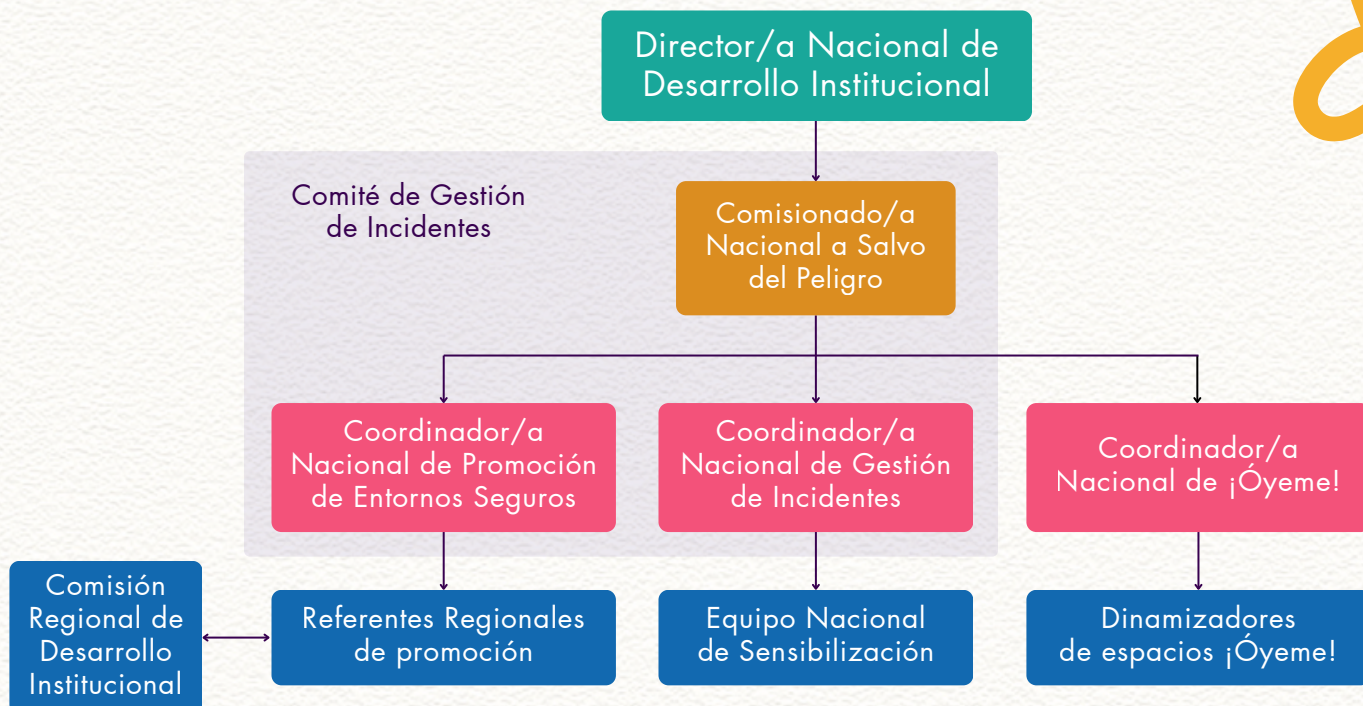 Director/a Nacional de
Desarrollo Institucional
Comité de Gestión
de Incidentes
Comisionado/a
Nacional a Salvo
del Peligro
Coordinador/a
Nacional de Promoción
de Entornos Seguros
Coordinador/a
Nacional de Gestión
de Incidentes
Coordinador/a
Nacional de ¡Óyeme!
Comisión
Regional de
Desarrollo
Institucional
Referentes Regionales
de promoción
Equipo Nacional
de Sensibilización
Dinamizadores
de espacios ¡Óyeme!